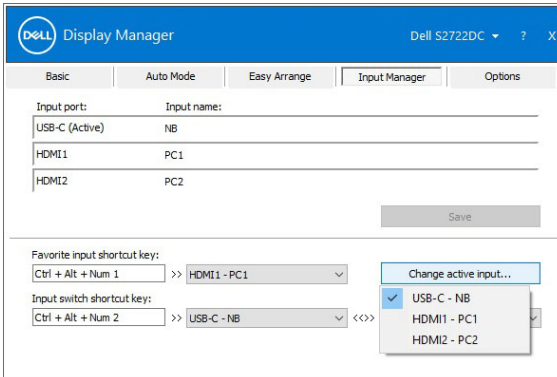 DELL Display Manager Dell S2722DC ? X
Basic Auto Mode Easy Arrange Input Manager Options
Input port: Input name:
USB-C (Active) NB
HDMI1 PC1
HDMI2 PC2
Save
Favorite input shortcut key:
Ctrl + Alt + Num 1 >> HDMI1 - PC1 Change active input...
Input switch shortcut key:
Ctrl + Alt + Num 2 >> USB-C - NB <<>>
USB-C - NB
HDMI1 - PC1
HDMI2 - PC2